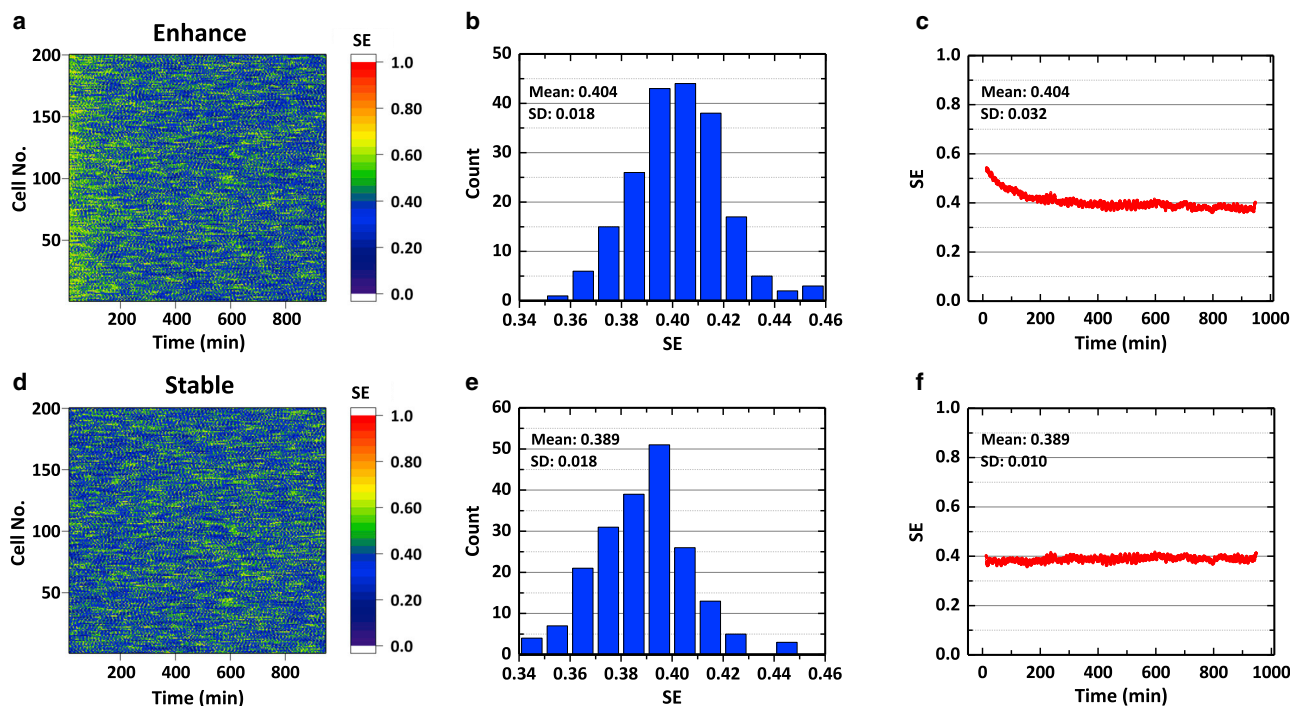 a
Enhance
SE
200
150
100
50
Cell No.
200 400 600 800
Time (min)
1.0
0.80
0.60
0.40
0.20
0.0
b
50
40
30
20
10
0
Count
Mean: 0.404
SD: 0.018
0.34 0.36 0.38 0.40 0.42 0.44 0.46
SE
c
1.0
0.8
0.6
0.4
0.2
0.0
SE
Mean: 0.404
SD: 0.032
0 200 400 600 800 1000
Time (min)
d
Stable
SE
200
150
100
50
Cell No.
200 400 600 800
Time (min)
1.0
0.80
0.60
0.40
0.20
0.0
e
60
50
40
30
20
10
0
Count
Mean: 0.389
SD: 0.018
0.34 0.36 0.38 0.40 0.42 0.44 0.46
SE
f
1.0
0.8
0.6
0.4
0.2
0.0
SE
Mean: 0.389
SD: 0.010
0 200 400 600 800 1000
Time (min)